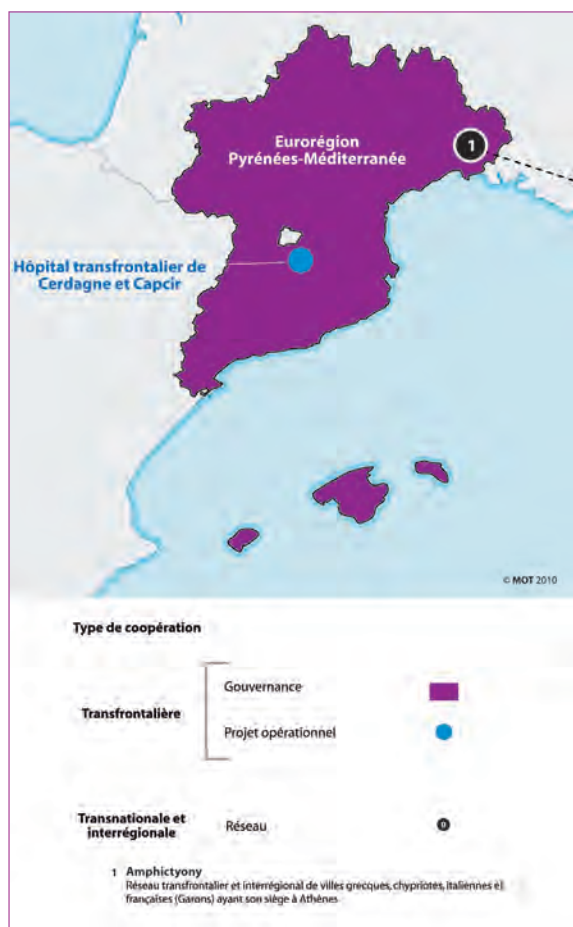 Eurorégion
Pyrénées-Méditerranée
1
Hôpital transfrontalier de
Cerdagne et Capcir
© MOT 2010
Type de coopération
Transfrontalière
Gouvernance
Projet opérationnel
Transnationale et
interrégionale
Réseau
0
1 Amphictyony
Réseau transfrontalier et interrégional de villes grecques, chypriotes, italiennes et
françaises (Garons) ayant son siège à Athènes